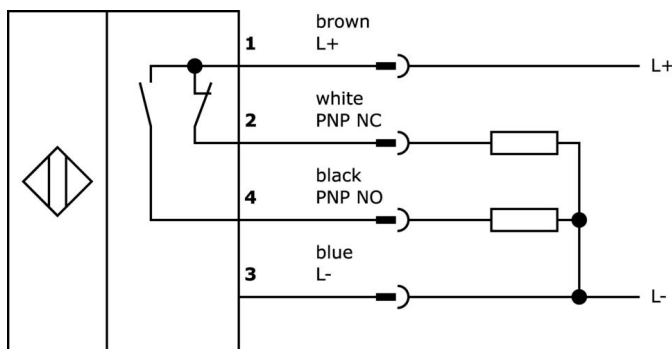 brown
1 L+ L+
white
2 PNP NC
black
4 PNP NO
blue
3 L- L-